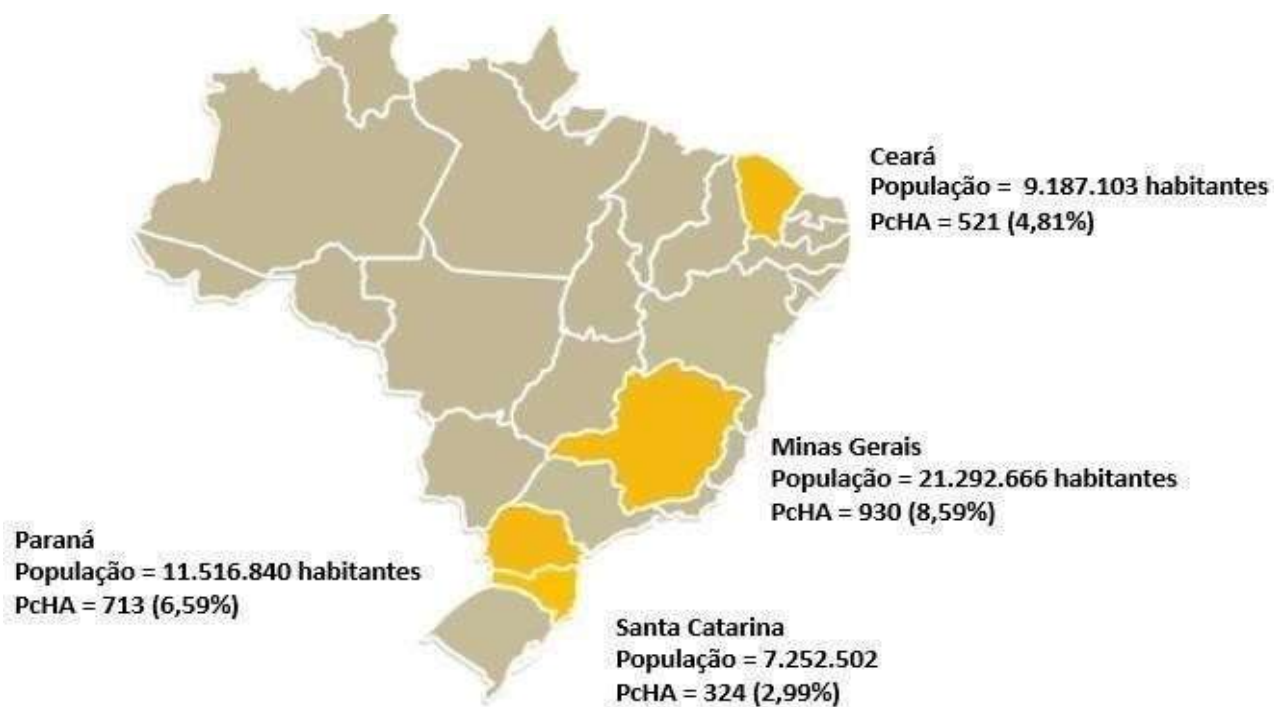 Ceará
População = 9.187.103 habitantes
PcHA = 521 (4,81%)
Minas Gerais
População = 21.292.666 habitantes
PcHA = 930 (8,59%)
Paraná
População = 11.516.840 habitantes
PcHA = 713 (6,59%)
Santa Catarina
População = 7.252.502
PcHA = 324 (2,99%)